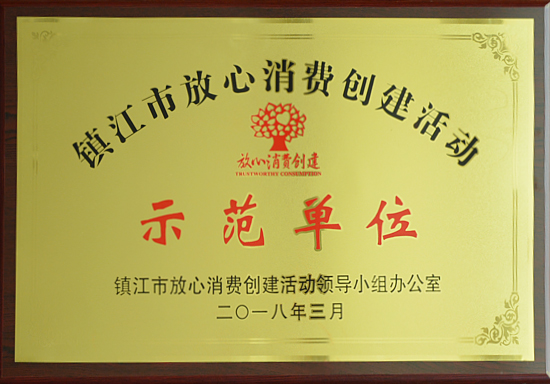 镇江市放心消费创建活动
放心消费创建
TRUSTWORTHY CONSUMPTION
示范单位
镇江市放心消费创建活动领导小组办公室
二〇一八年三月